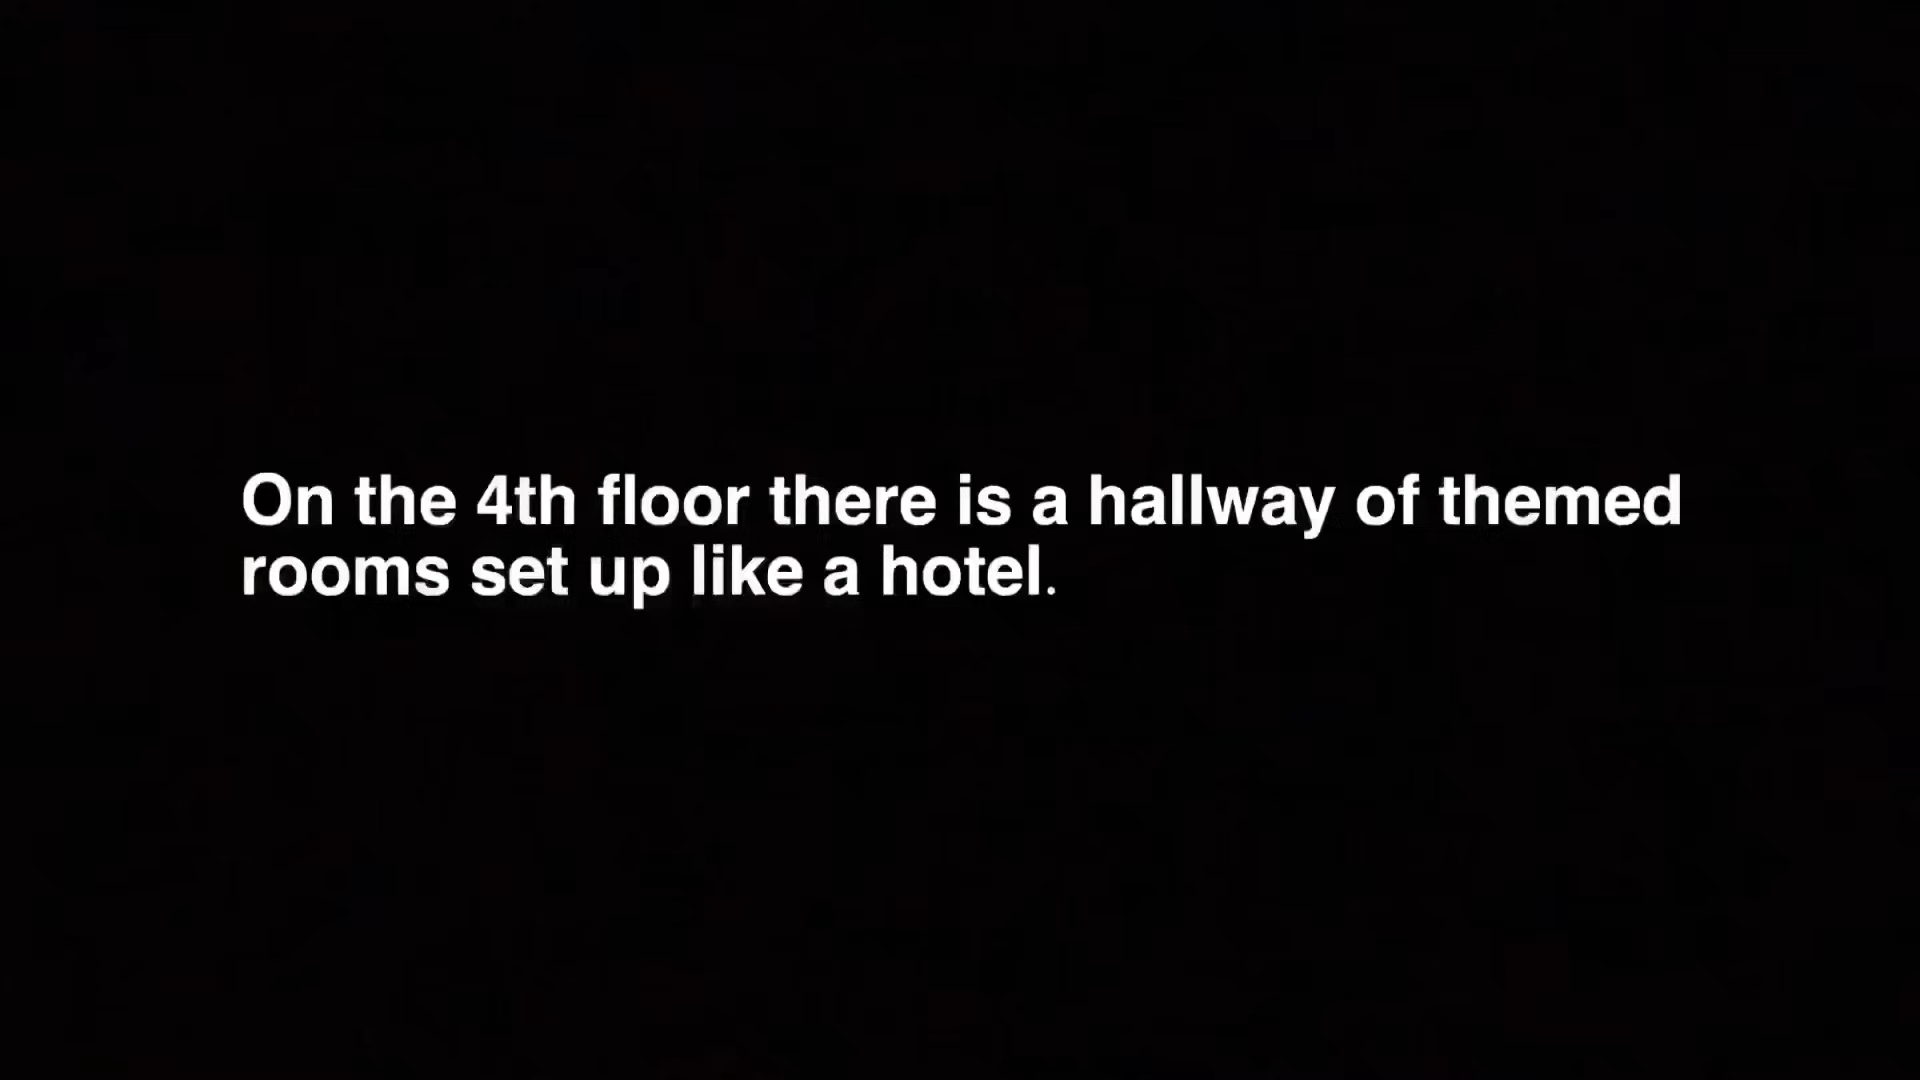 On the 4th floor there is a hallway of themed
rooms set up like a hotel.